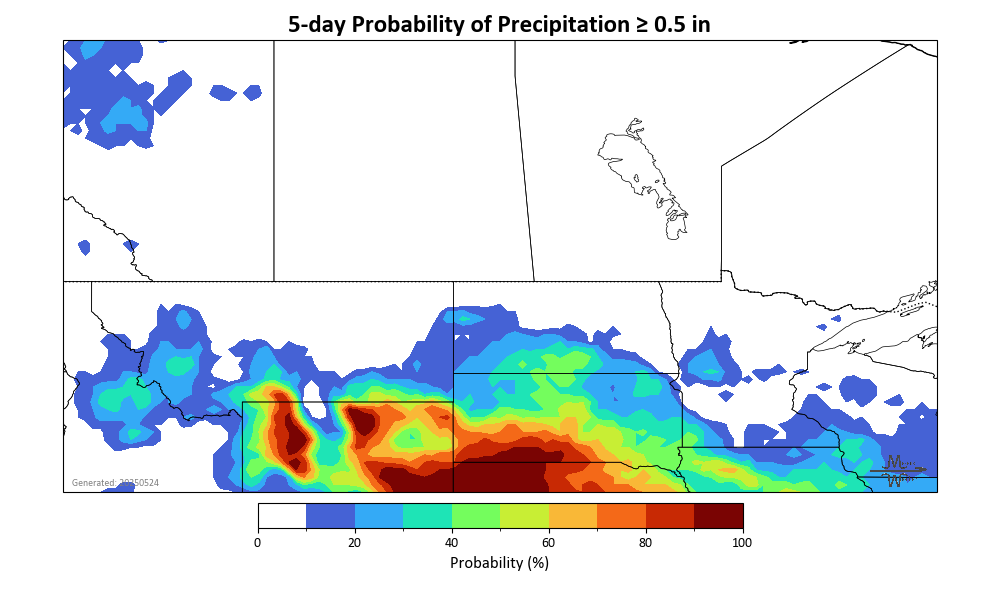 5-day Probability of Precipitation ≥ 0.5 in
Generated: 20250524
0 20 40 60 80 100
Probability (%)